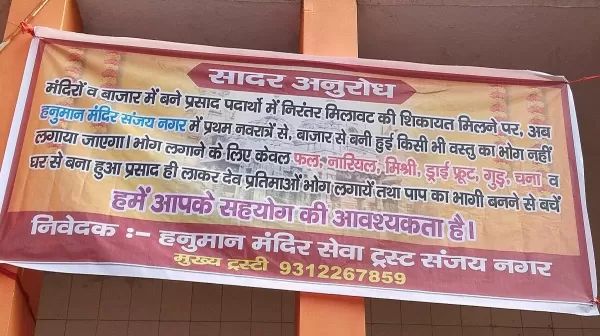 सादर अनुरोध
मंदिरों व बाजार में बने प्रसाद पदार्थो में निरंतर मिलावट की शिकायत मिलने पर, अब
हनुमान मंदिर संजय नगर में प्रथम नवरात्रें से, बाजार से बनी हुई किसी भी वस्तु का भोग नहीं
लगाया जाएगा। भोग लगाने के लिए केवल फल, नारियल, मिश्री, ड्राई फ्रूट, गुड़, चना व
घर से बना हुआ प्रसाद ही लाकर देव प्रतिमाओं भोग लगायें तथा पाप का भागी बनने से बचें
हमें आपके सहयोग की आवश्यकता है।
निवेदक :- हनुमान मंदिर सेवा ट्रस्ट संजय नगर
मुख्य ट्रस्टी 9312267859